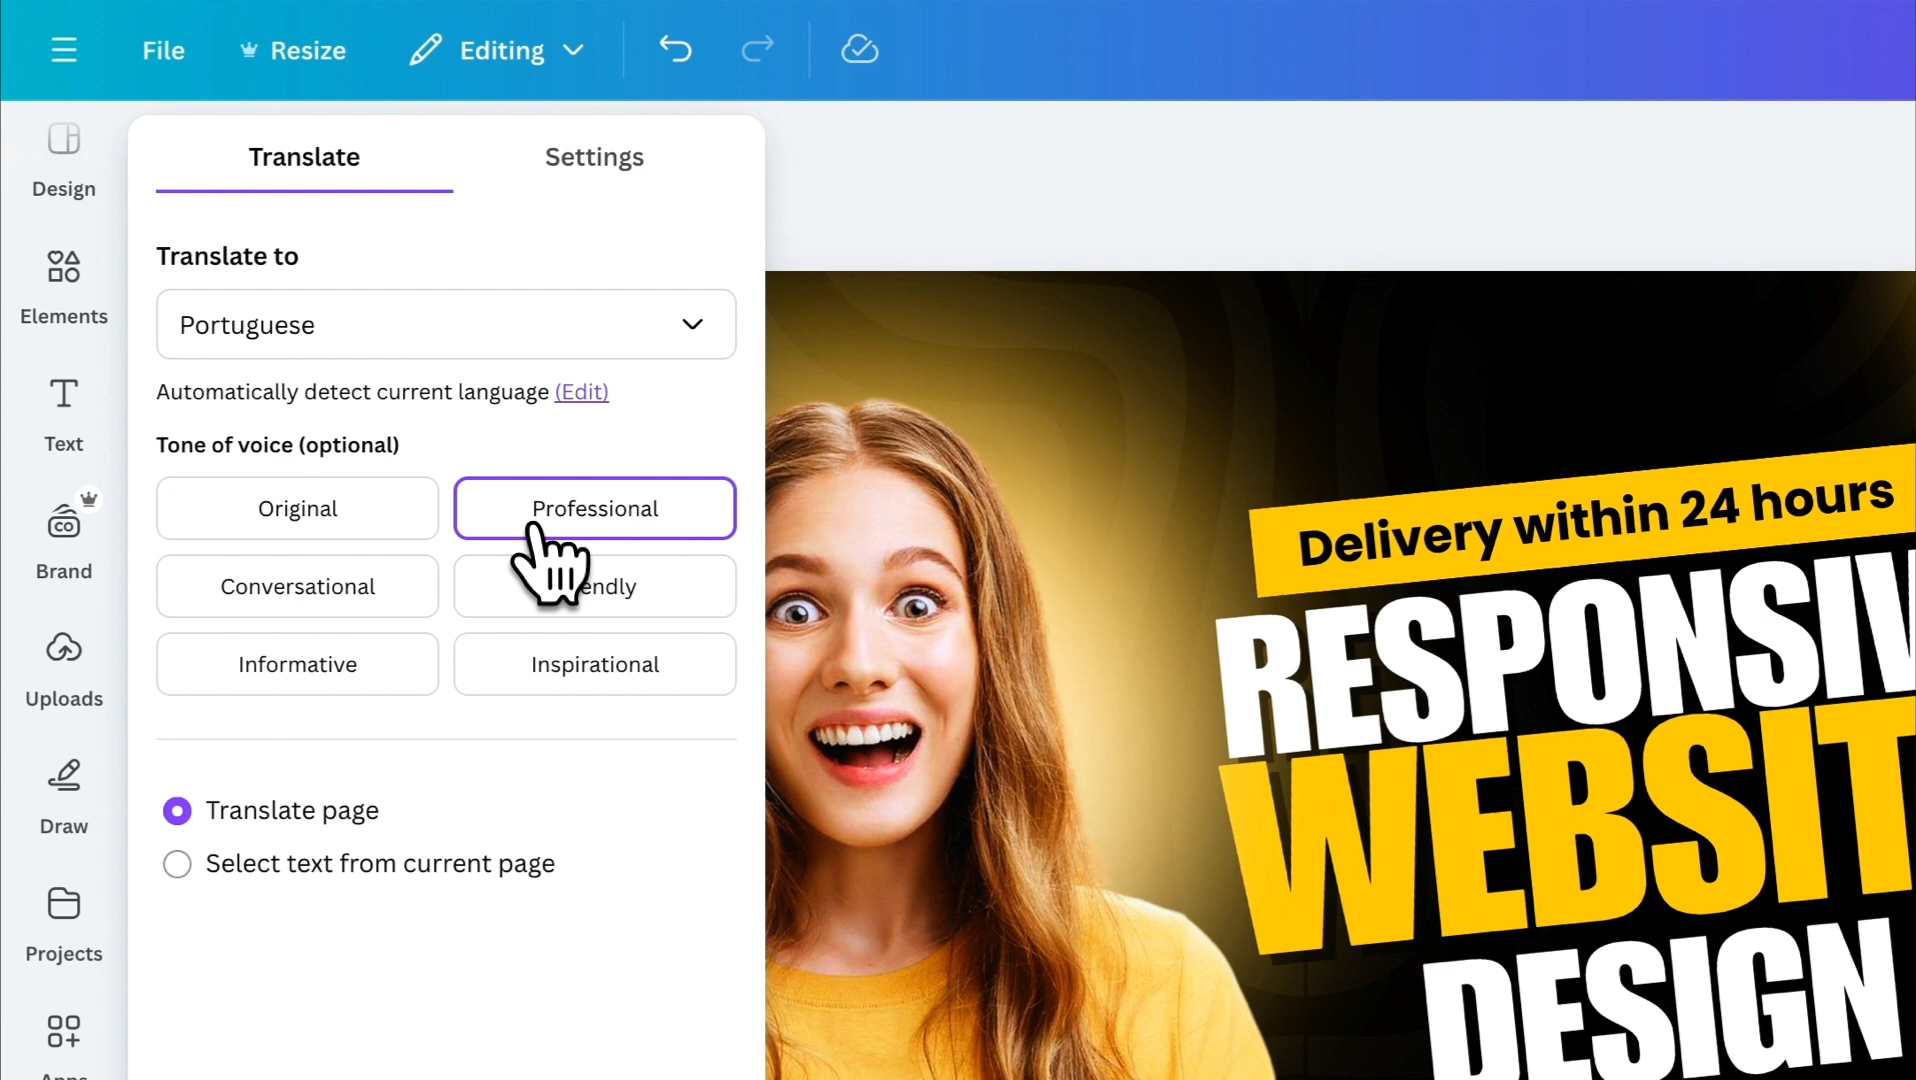 File
Resize
Editing
Design
Elements
Text
CO
Brand
Uploads
Draw
Projects
Translate
Settings
Translate to
Portuguese
Automatically detect current language (Edit)
Tone of voice (optional)
Original
Professional
Conversational
endly
Informative
Inspirational
Translate page
Select text from current page
Delivery within 24 hours
RESPONSIV
WEBSIT
DESIGN